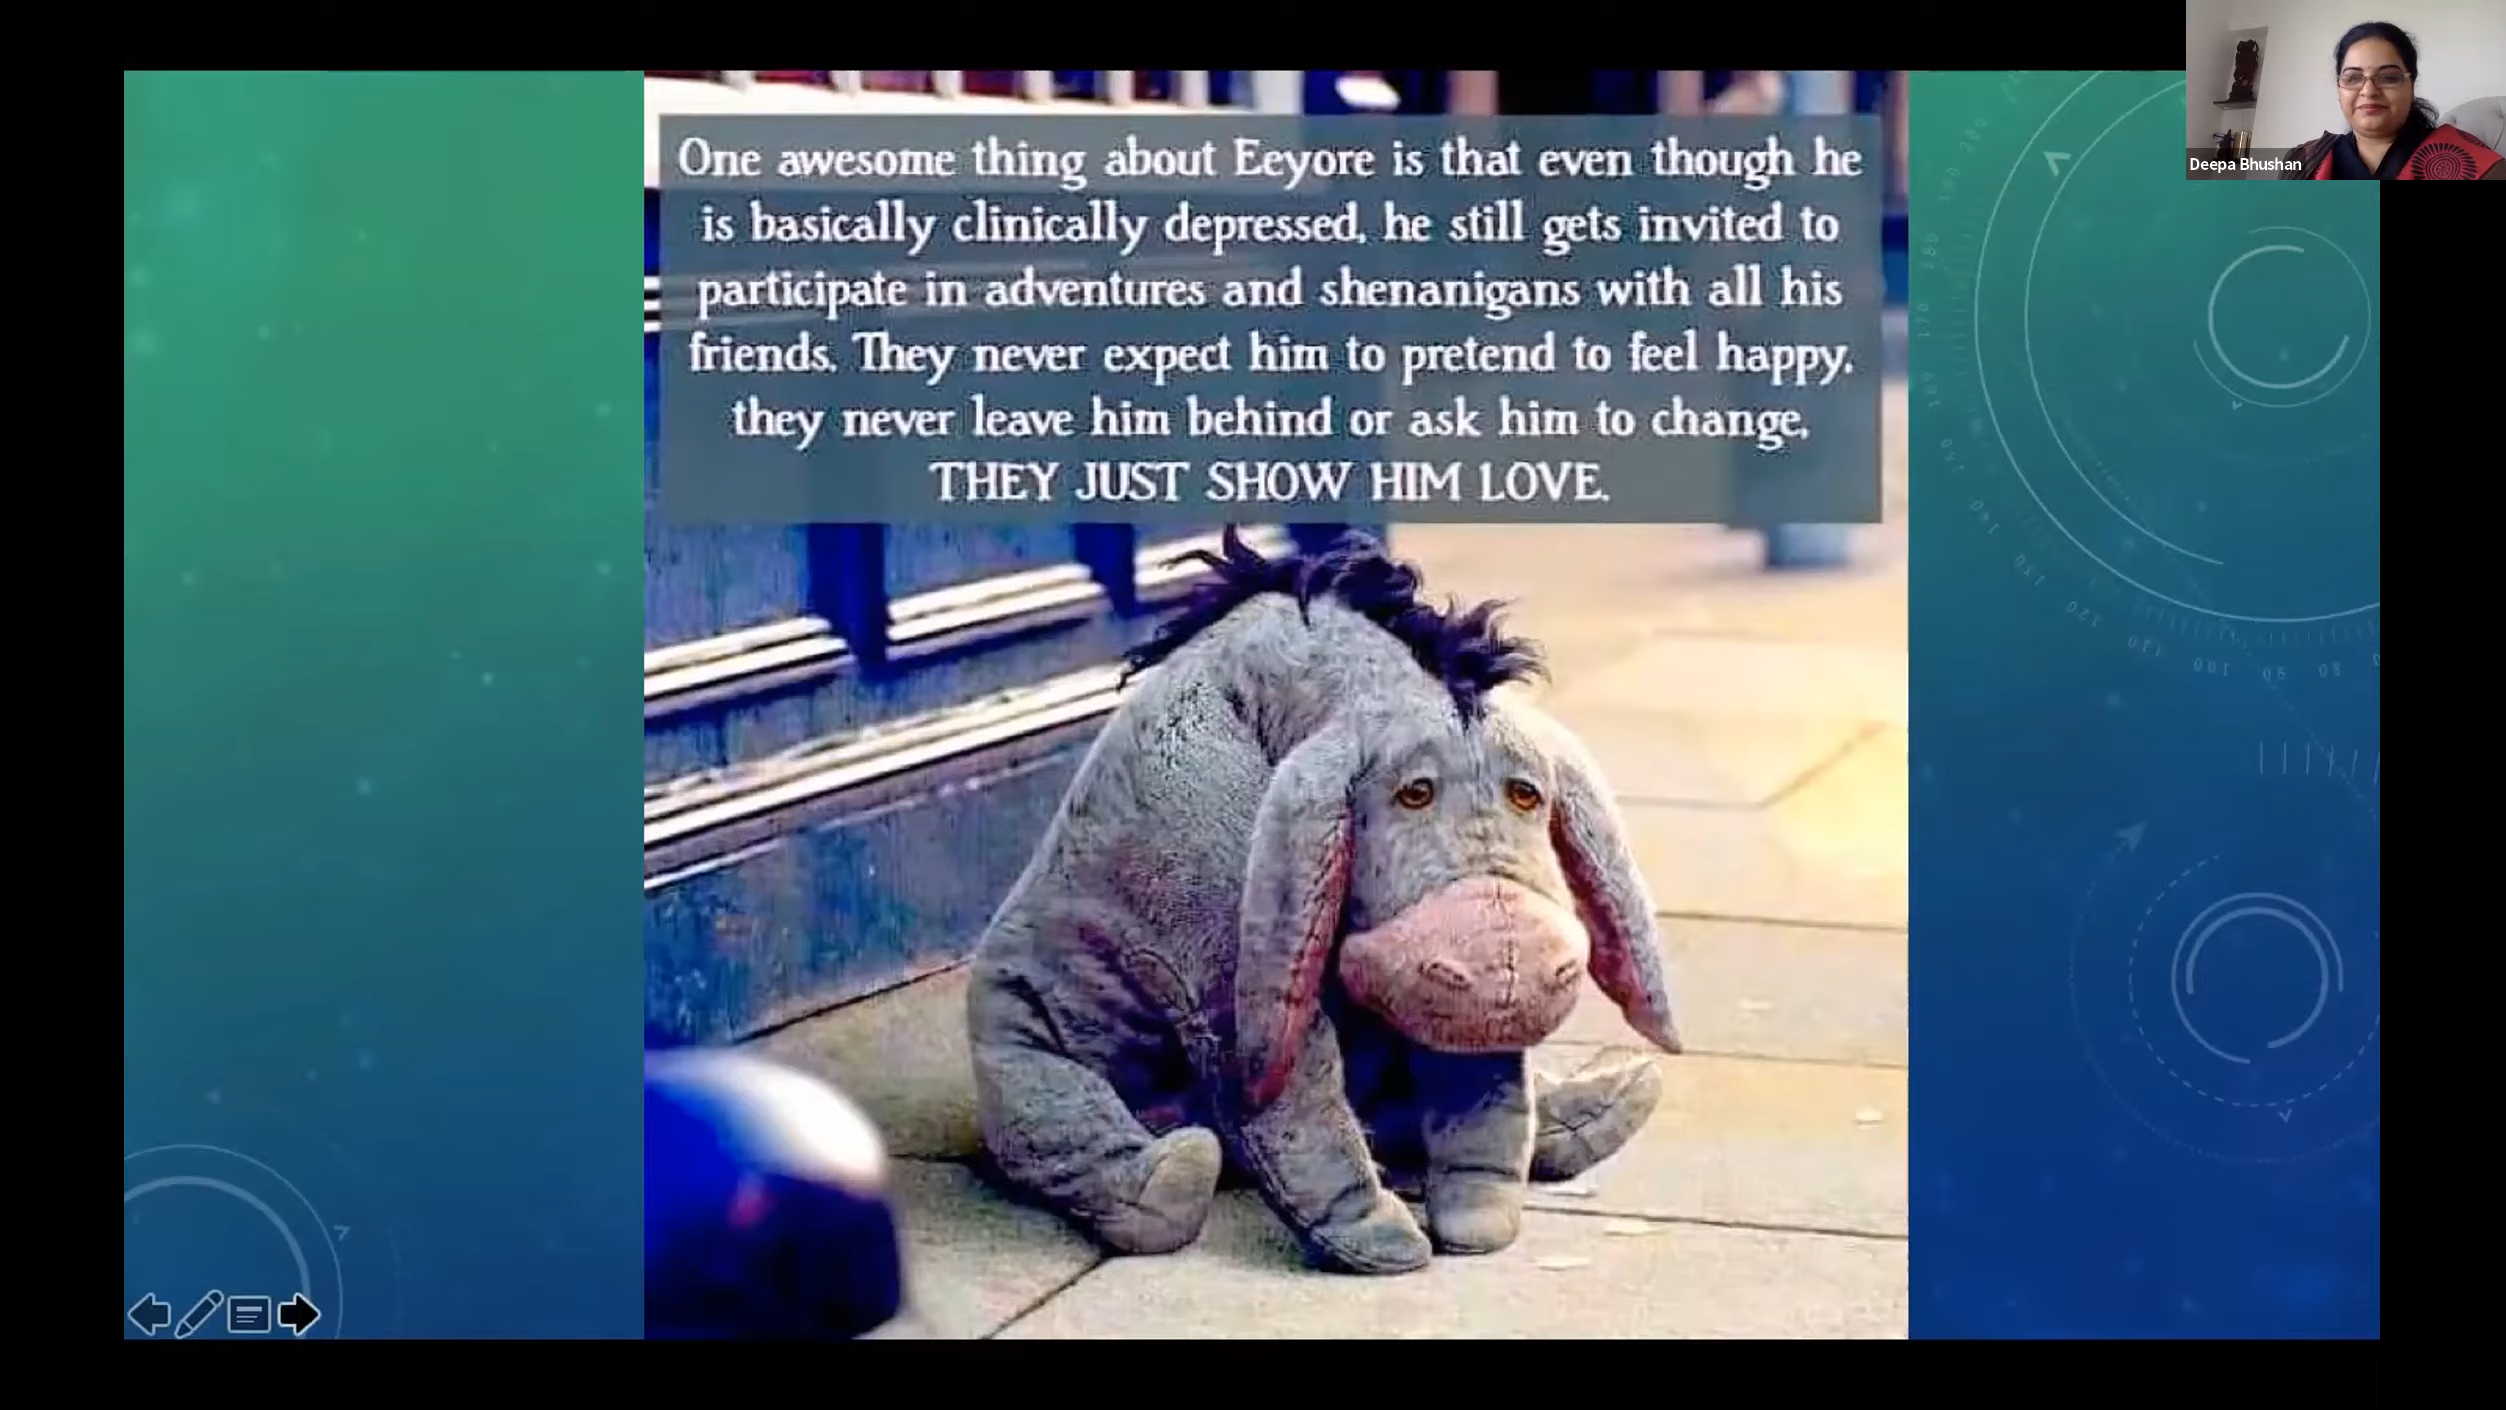 One awesome thing about Eeyore is that even though he
is basically clinically depressed, he still gets invited to
participate in adventures and shenanigans with all his
friends. They never expect him to pretend to feel happy,
they never leave him behind or ask him to change,
THEY JUST SHOW HIM LOVE.
Deepa Bhushan